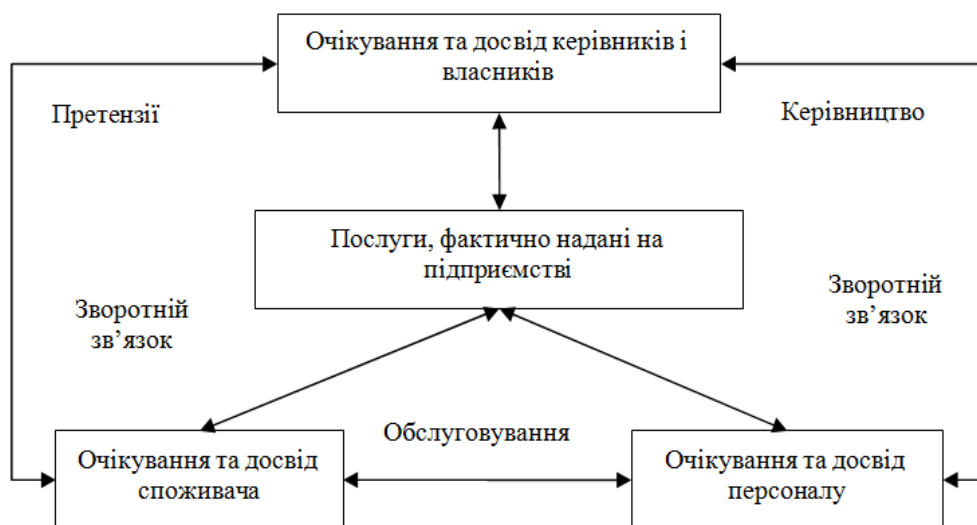 Очікування та досвід керівників і
власників
Претензії
Керівництво
Послуги, фактично надані на
підприємстві
Зворотній
зв’язок
Зворотній
зв’язок
Обслуговування
Очікування та досвід
споживача
Очікування та досвід
персоналу